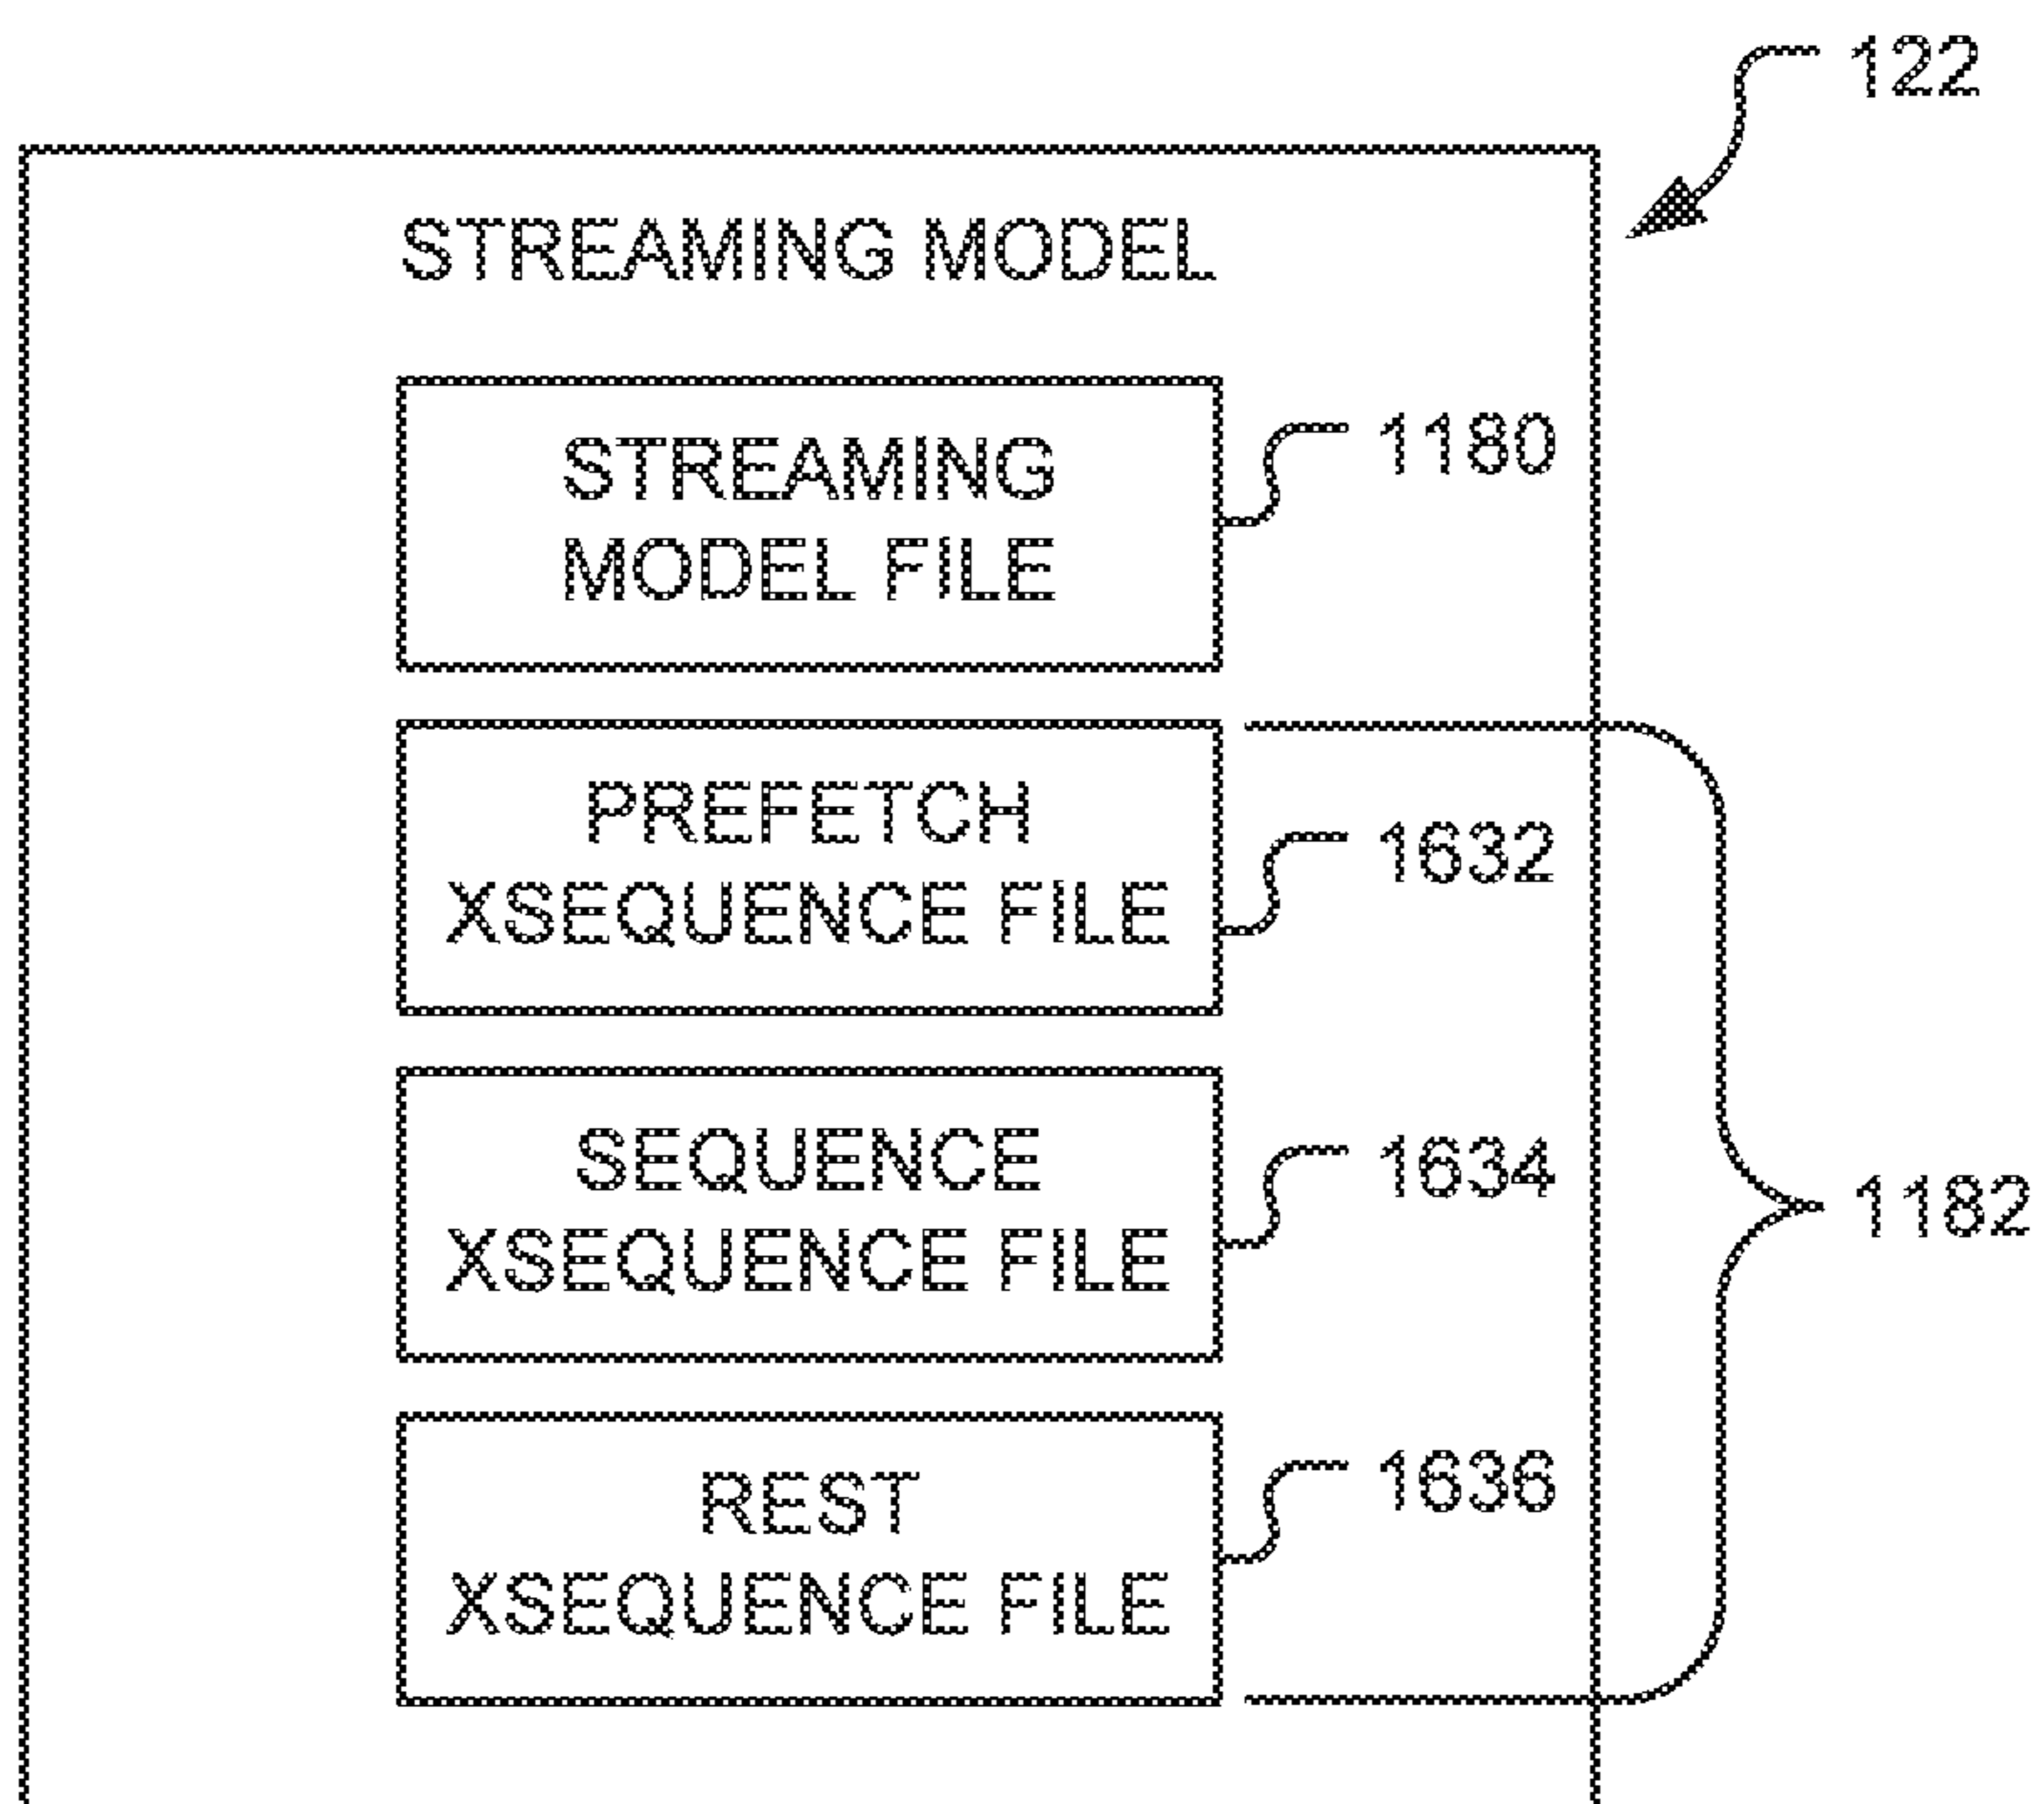 122
STREAMING MODEL
STREAMING
MODEL FILE
1180
PREFETCH
XSEQUENCE FILE
1632
SEQUENCE
XSEQUENCE FILE
1634
1182
REST
XSEQUENCE FILE
1636